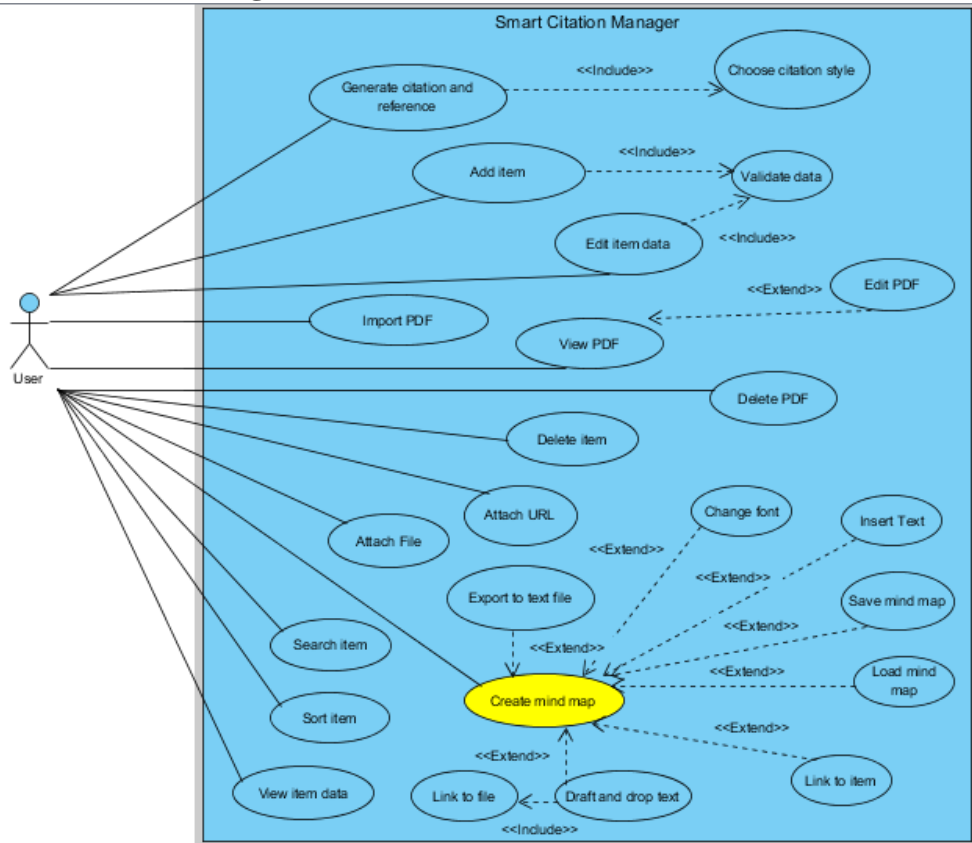 Smart Citation Manager
Generate citation and
reference
<<Include>>
Choose citation style
Add item
<<Include>>
Validate data
Edit item data
<<Include>>
Import PDF
View PDF
<<Extend>>
Edit PDF
User
Delete PDF
Delete item
Attach URL
Attach File
Change font
Insert Text
<<Extend>>
<<Extend>>
Export to text file
Save mind map
Search item
<<Extend>>
<<Extend>>
<<Extend>>
Load mind
map
Create mind map
Sort item
<<Extend>>
<<Extend>>
Link to item
View item data
Link to file
Draft and drop text
<<Include>>